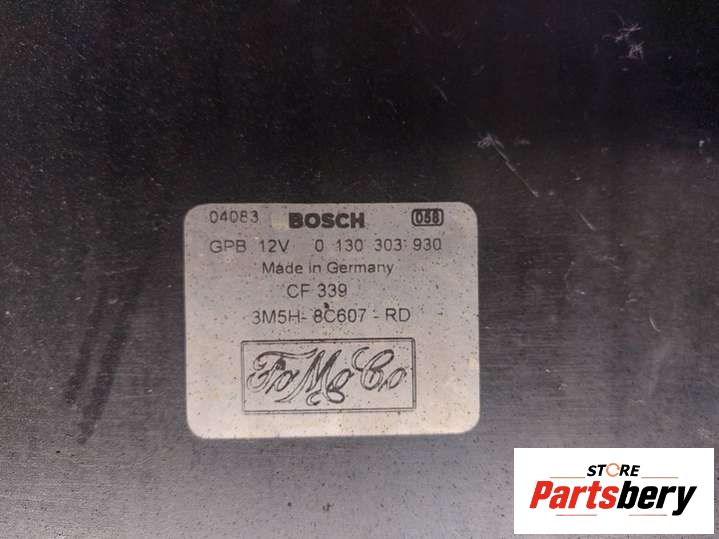 04083 BOSCH 058
GPB 12V 0 130 303 930
Made in Germany
CF 339
3M5H- 8C607 - RD
FoMoCo
STORE
Partsbery